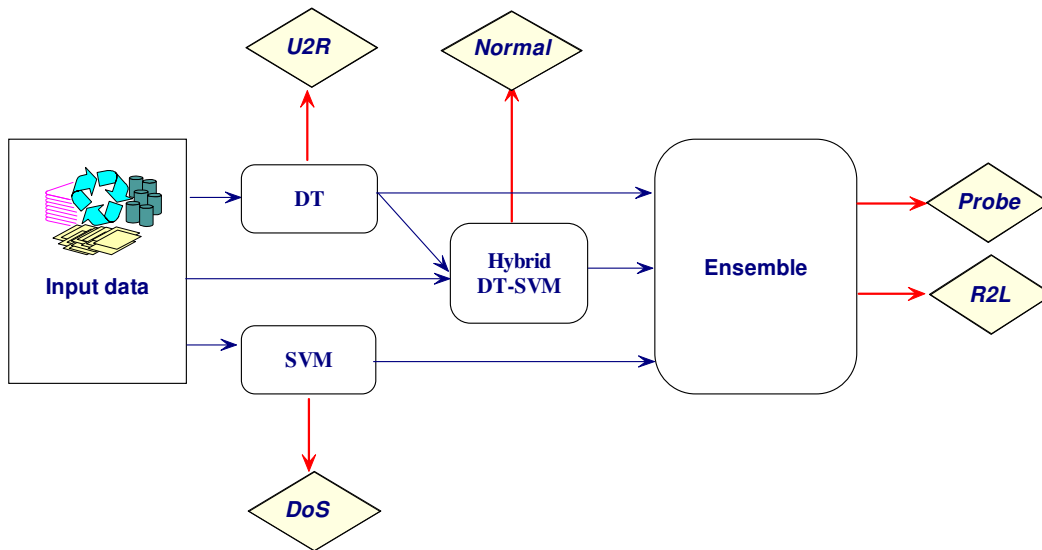 U2R
Normal
DT
Probe
Hybrid
DT-SVM
Ensemble
Input data
R2L
SVM
DoS